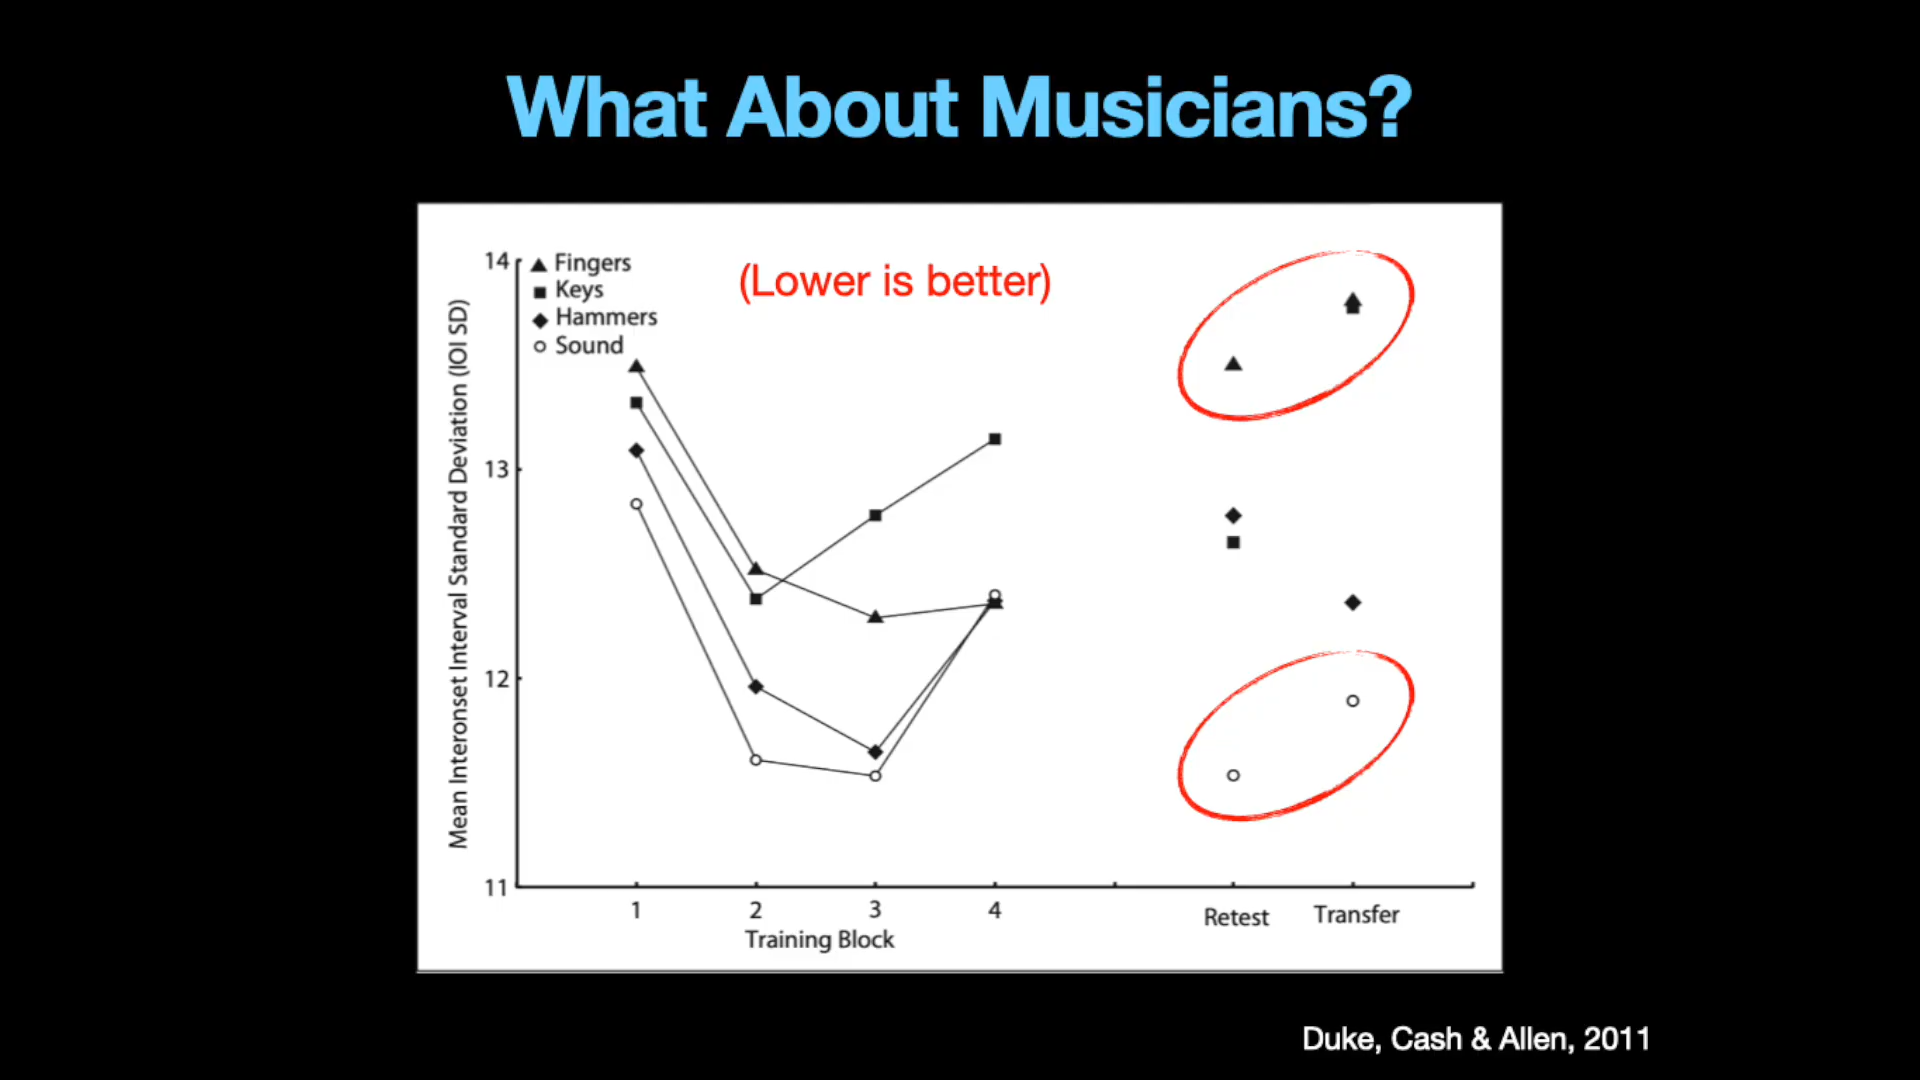 What About Musicians?
14
Fingers
(Lower is better)
Keys
Hammers
Sound
Mean Interonset Interval Standard Deviation (IOI SD)
13
12
11
1 2 3 4
Retest Transfer
Training Block
Duke, Cash & Allen, 2011